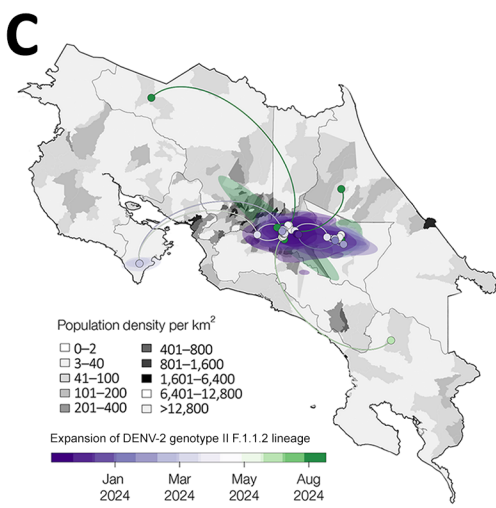 C
Population density per km²
0–2
3–40
41–100
101–200
201–400
401–800
801–1,600
1,601–6,400
6,401–12,800
>12,800
Expansion of DENV-2 genotype II F.1.1.2 lineage
Jan Mar May Aug
2024 2024 2024 2024